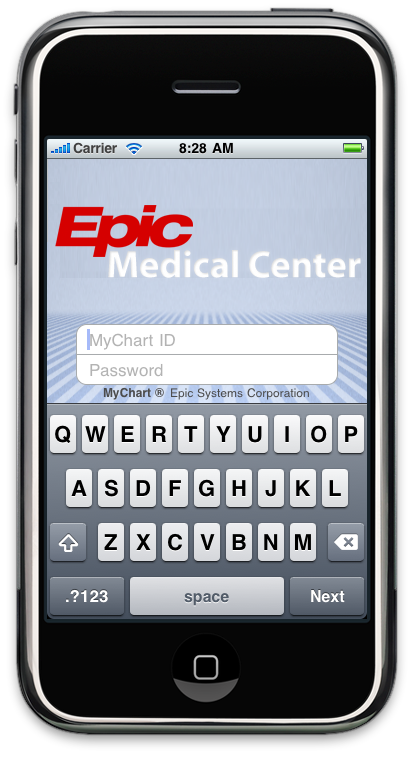 Carrier 8:28 AM
Epic
Medical Center
MyChart ID
Password
MyChart ® Epic Systems Corporation
Q W E R T Y U I O P
A S D F G H J K L
Z X C V B N M
.?123 space Next